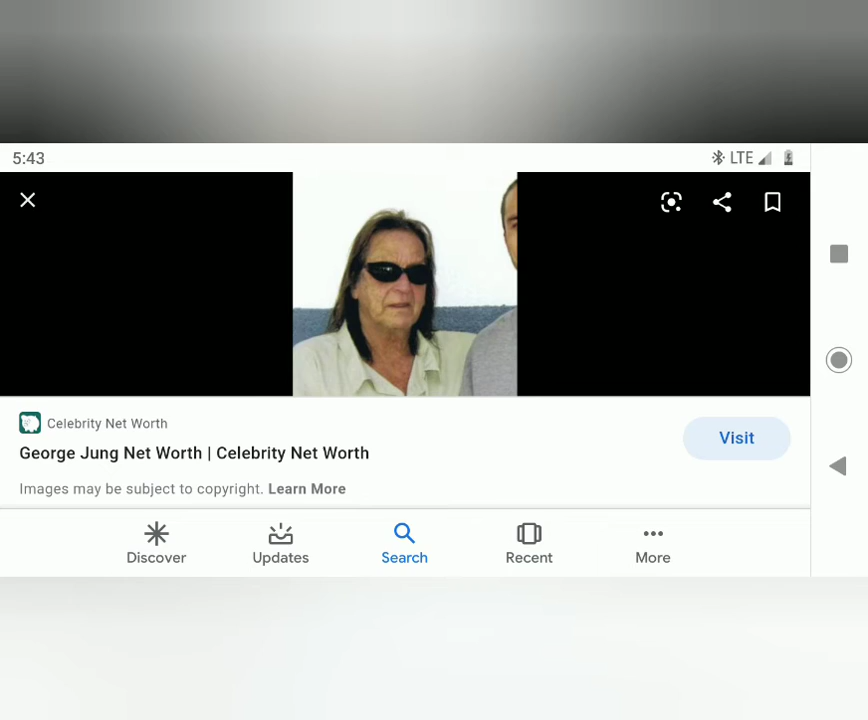 5:43
LTE
Celebrity Net Worth
George Jung Net Worth | Celebrity Net Worth
Visit
Images may be subject to copyright. Learn More
Discover
Updates
Search
Recent
More